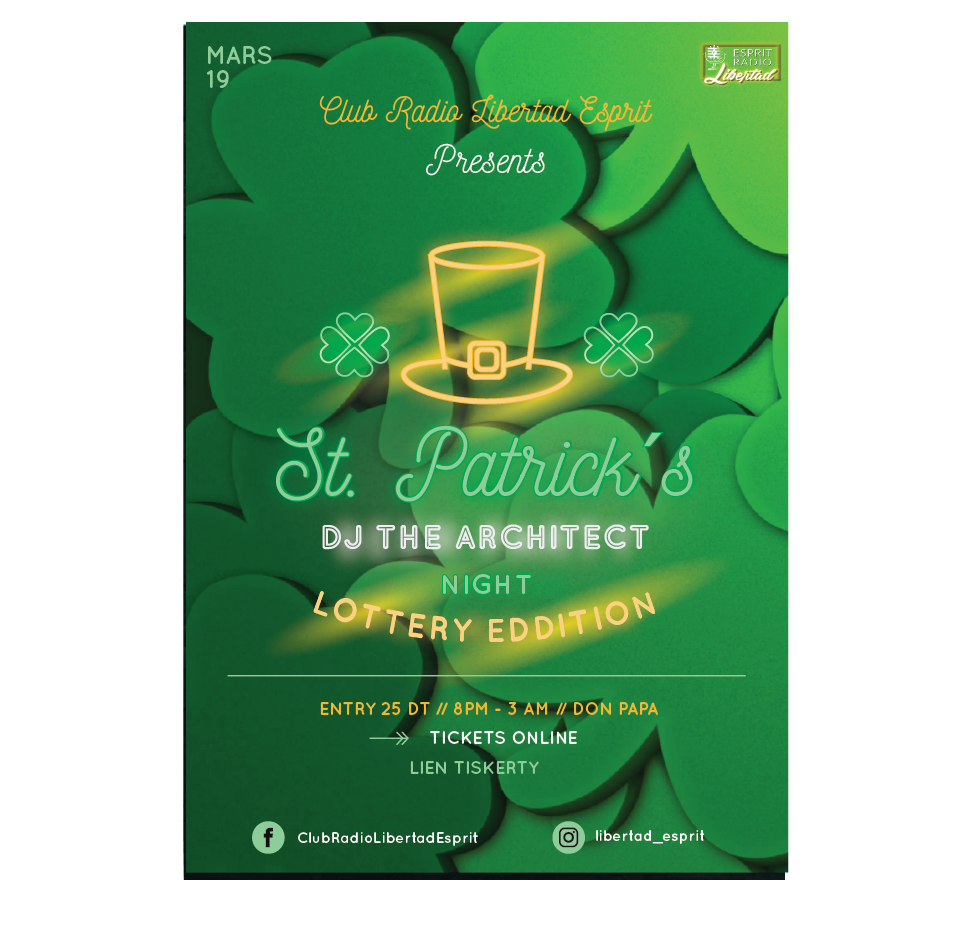 MARS
19
ESPRIT
RADIO
Libertad
Club Radio Libertad Esprit
Presents
St. Patrick´s
DJ THE ARCHITECT
NIGHT
LOTTERY EDDITION
ENTRY 25 DT // 8PM - 3 AM // DON PAPA
TICKETS ONLINE
LIEN TISKERTY
ClubRadioLibertadEsprit
libertad_esprit